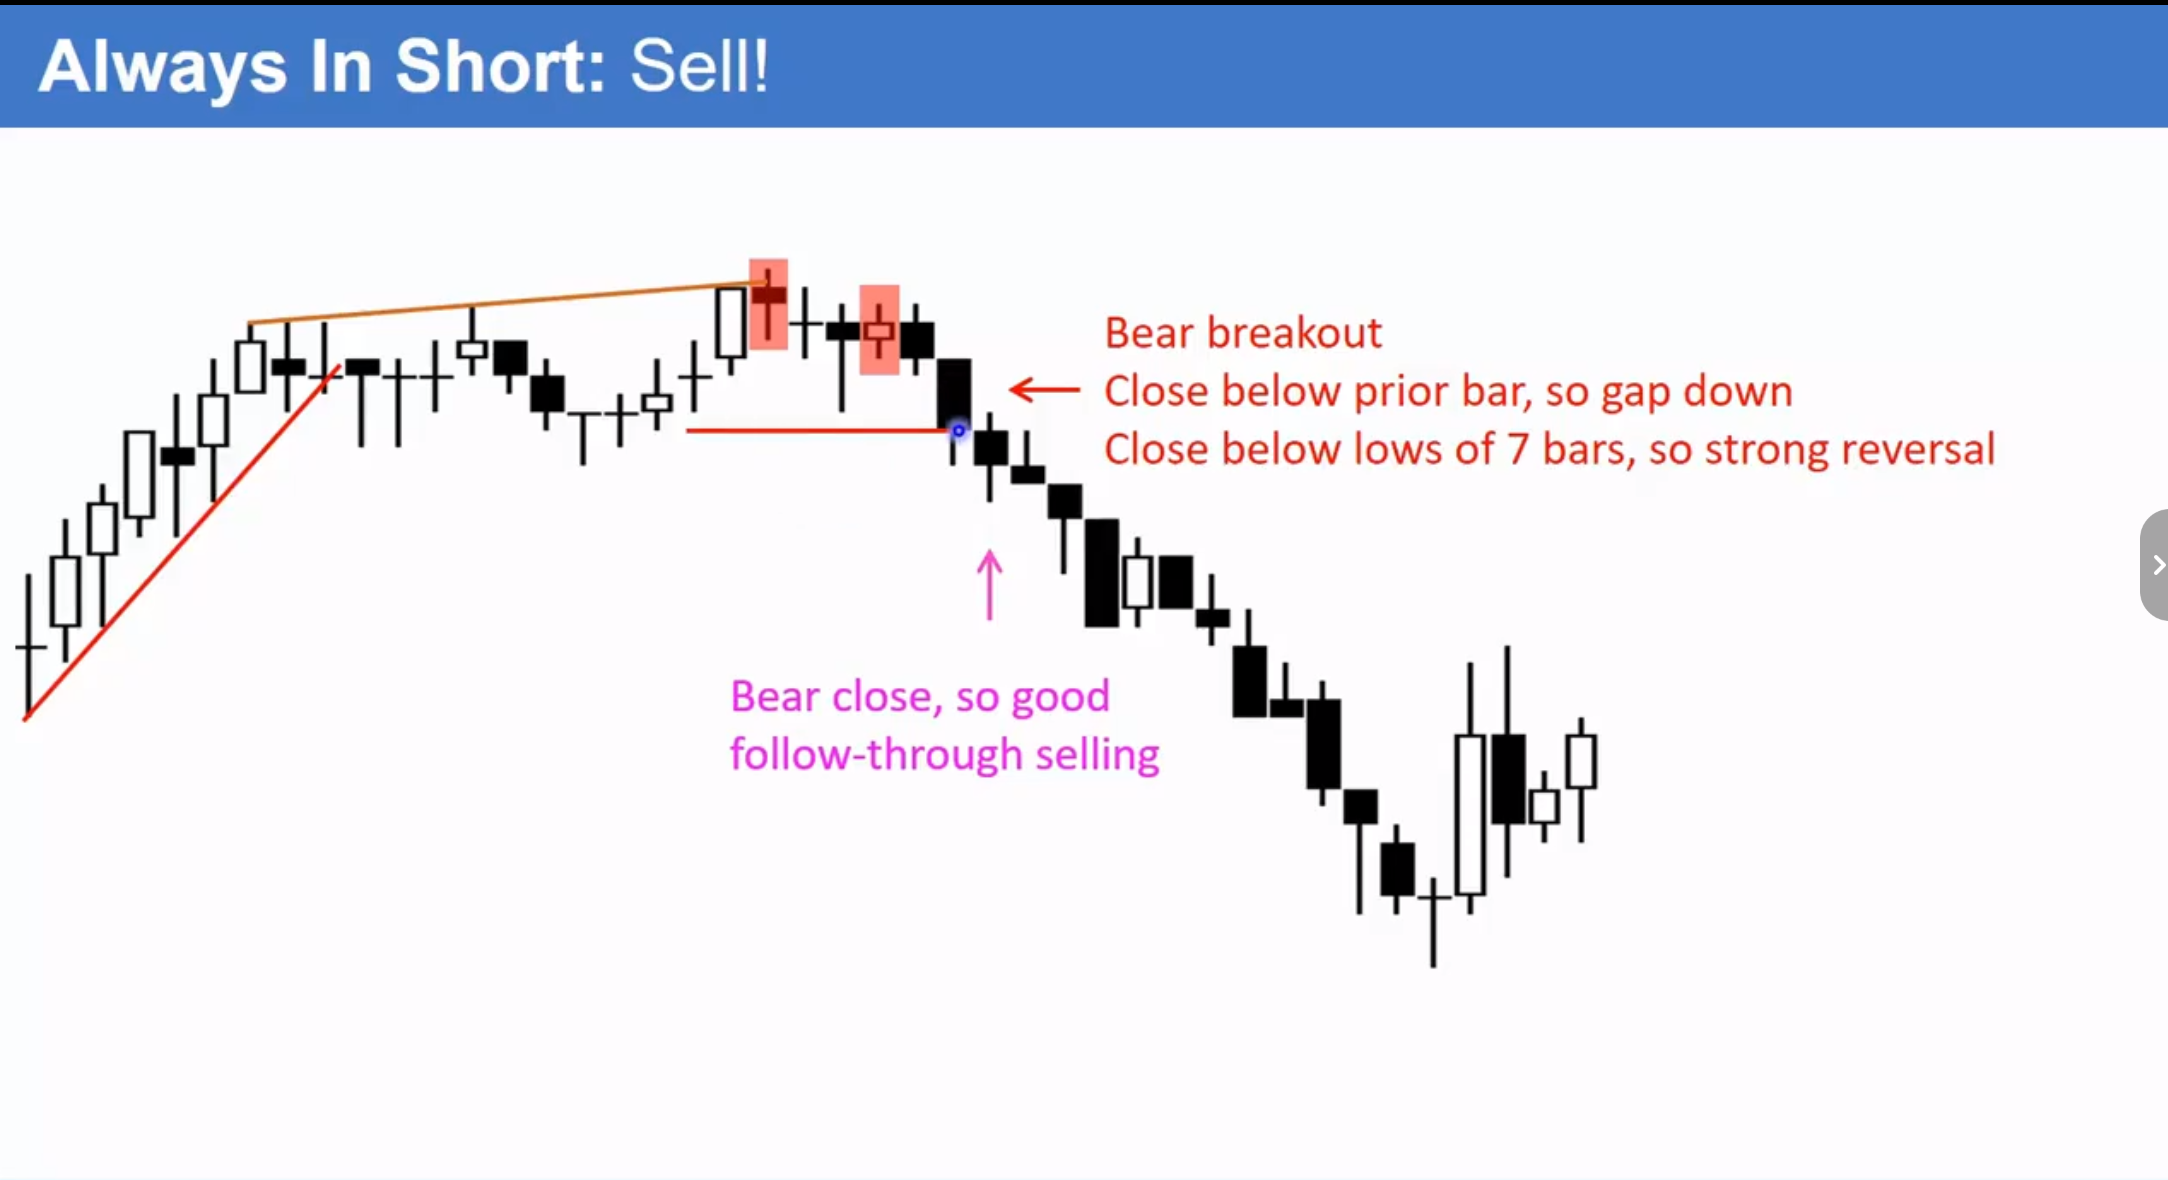 Always In Short: Sell!
Bear breakout
Close below prior bar, so gap down
Close below lows of 7 bars, so strong reversal
Bear close, so good
follow-through selling